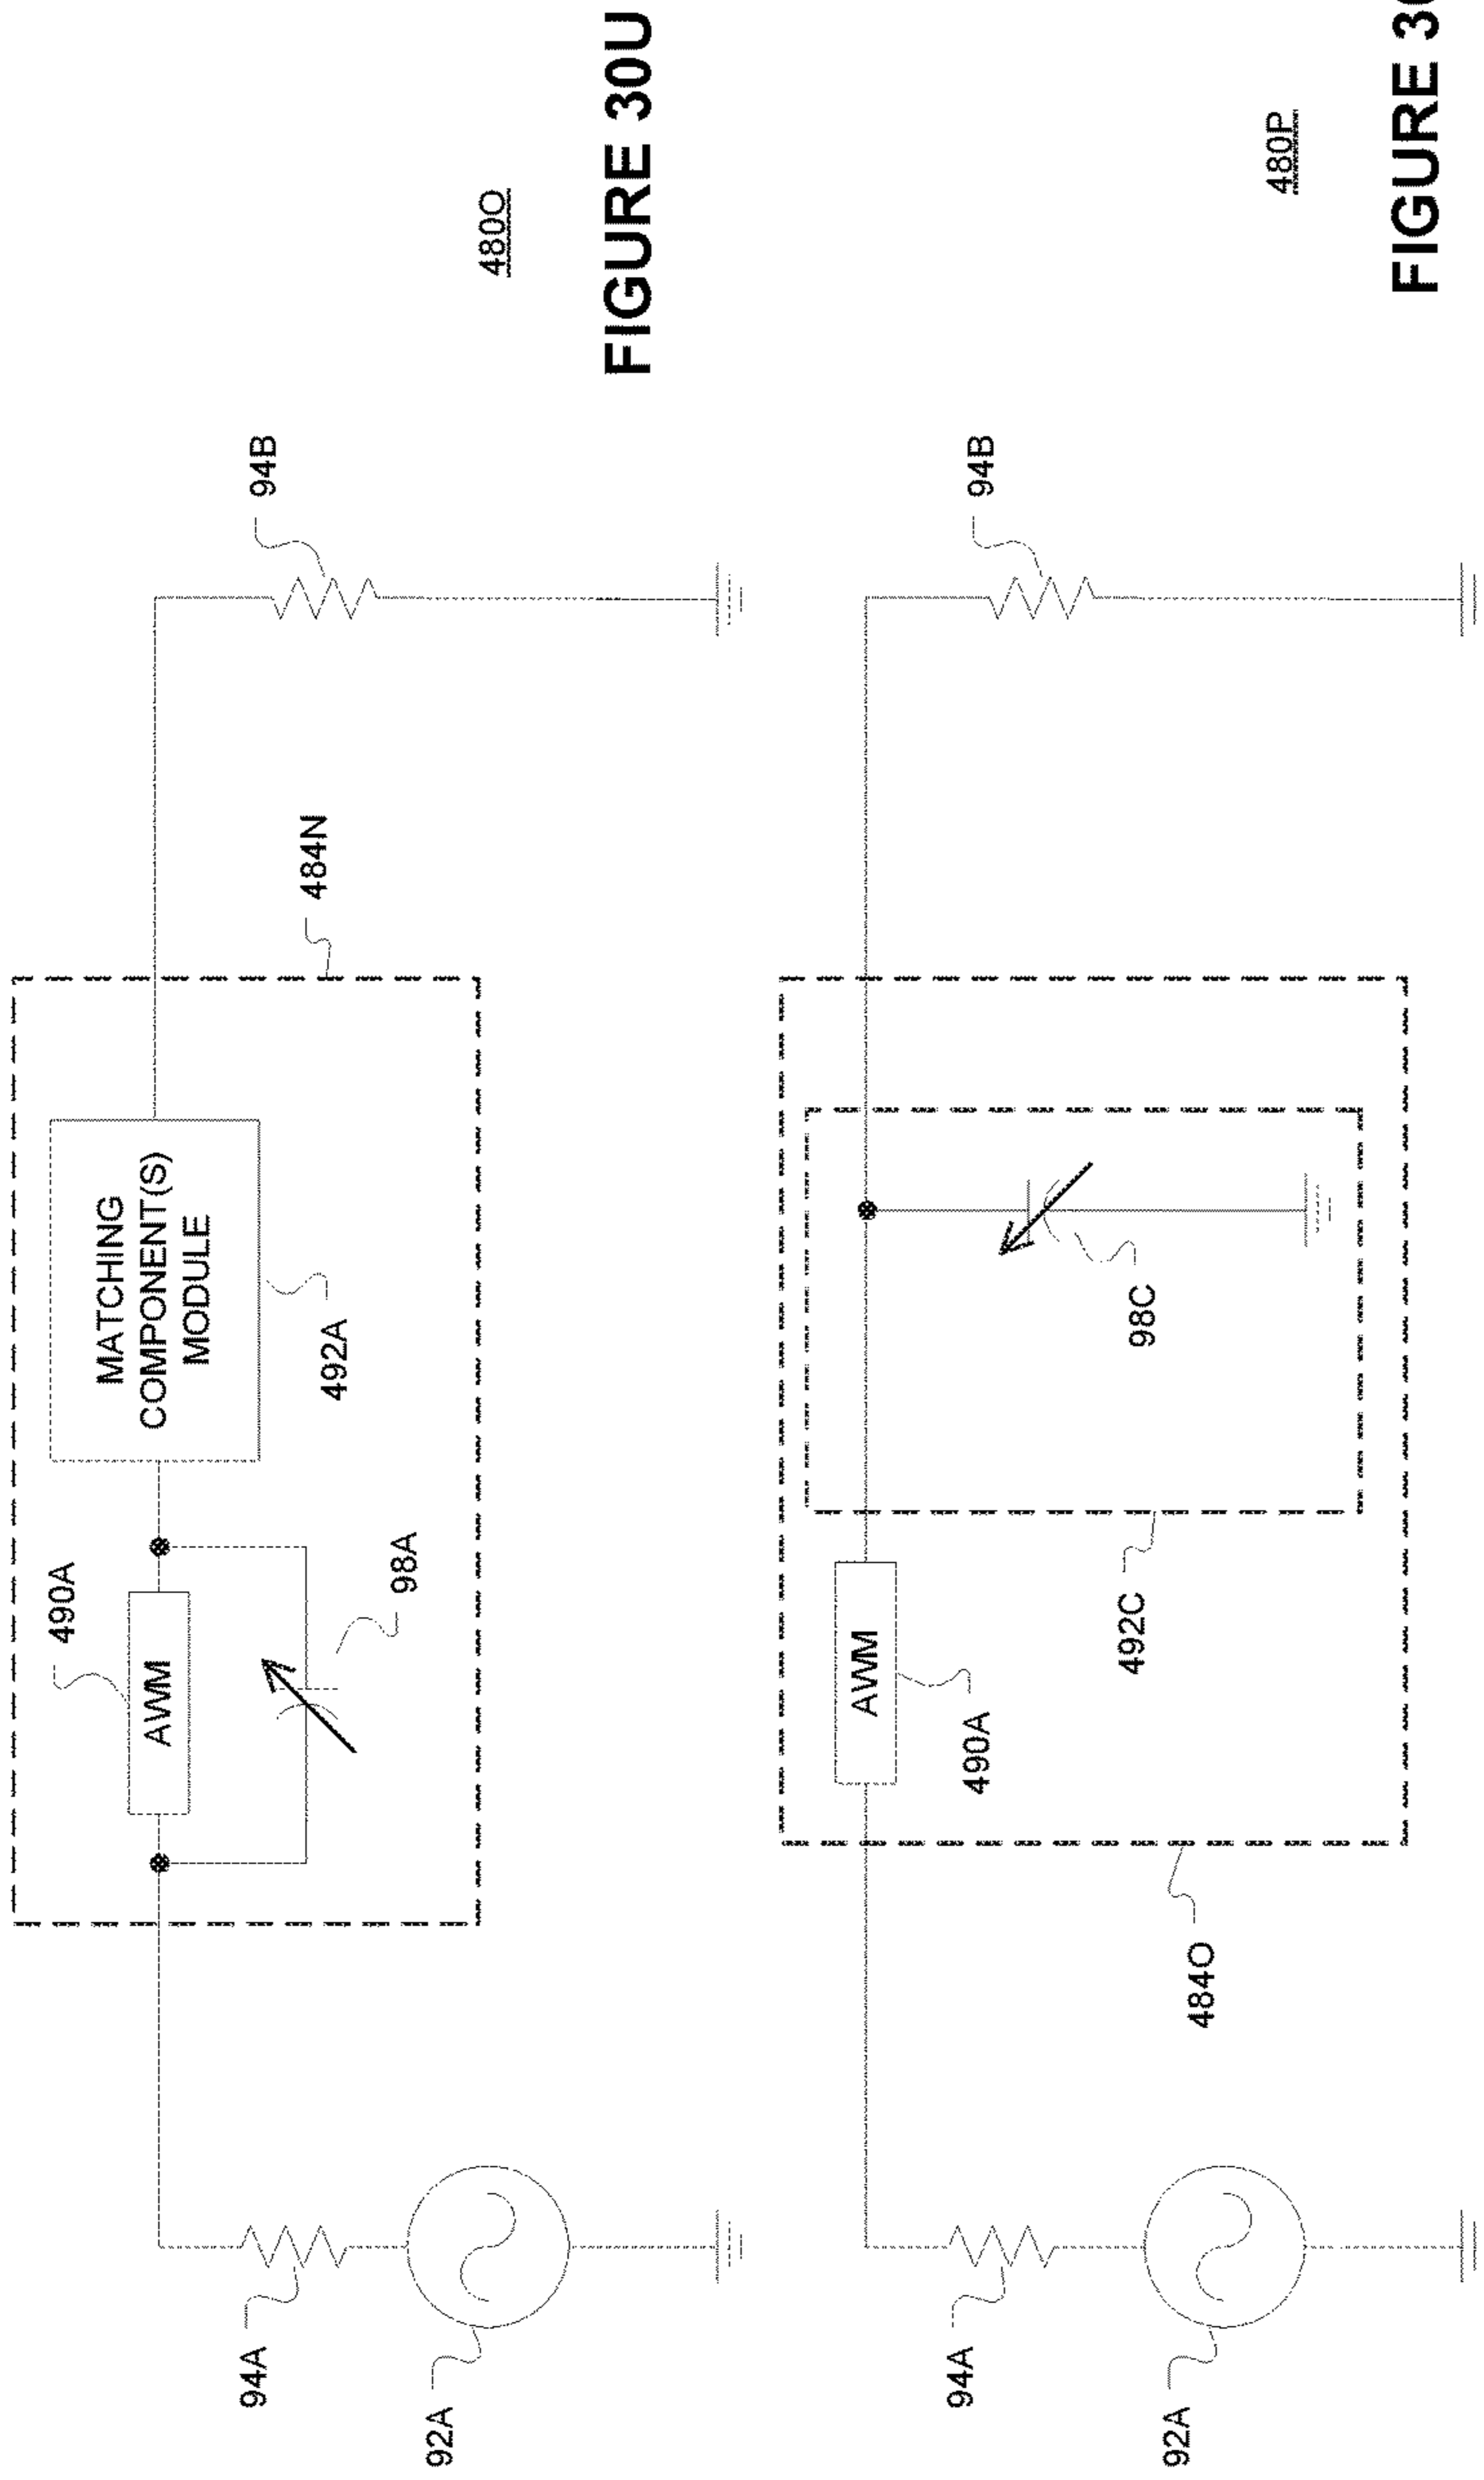 490A
AWM
98A
MATCHING
COMPONENT(S)
MODULE
492A
484N
94B
94A
92A
480O
FIGURE 30U
AWM
490A
492C
98C
94B
484O
94A
92A
480P
FIGURE